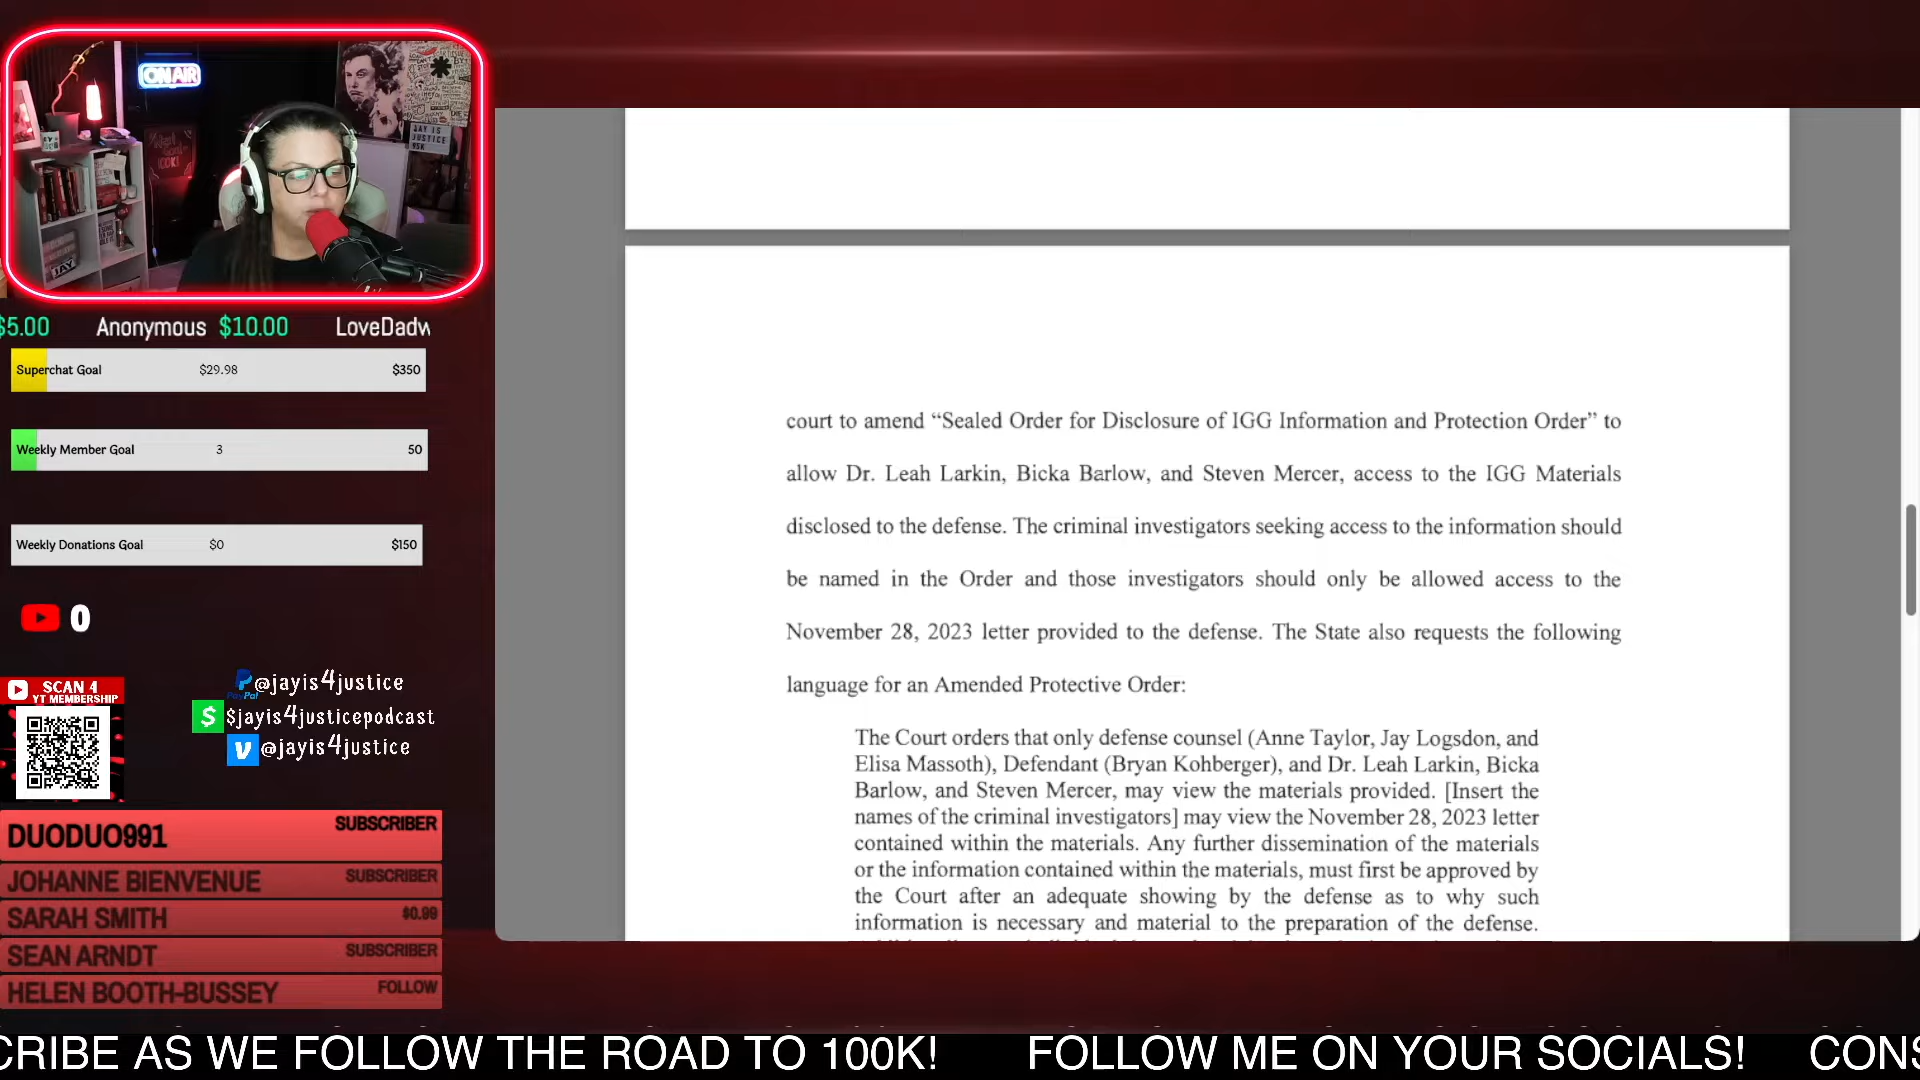 ON AIR
JAY IS
JUSTICE
95K
JAY
$5.00 Anonymous $10.00 LoveDadw
Superchat Goal $29.98 $350
Weekly Member Goal 3 50
Weekly Donations Goal $0 $150
0
SCAN 4
YT MEMBERSHIP
PayPal
@jayis4justice
$jayis4justicepodcast
@jayis4justice
DUODUO991 SUBSCRIBER
JOHANNE BIENVENUE SUBSCRIBER
SARAH SMITH $0.99
SEAN ARNDT SUBSCRIBER
HELEN BOOTH-BUSSEY FOLLOW
court to amend “Sealed Order for Disclosure of IGG Information and Protection Order” to
allow Dr. Leah Larkin, Bicka Barlow, and Steven Mercer, access to the IGG Materials
disclosed to the defense. The criminal investigators seeking access to the information should
be named in the Order and those investigators should only be allowed access to the
November 28, 2023 letter provided to the defense. The State also requests the following
language for an Amended Protective Order:
The Court orders that only defense counsel (Anne Taylor, Jay Logsdon, and
Elisa Massoth), Defendant (Bryan Kohberger), and Dr. Leah Larkin, Bicka
Barlow, and Steven Mercer, may view the materials provided. [Insert the
names of the criminal investigators] may view the November 28, 2023 letter
contained within the materials. Any further dissemination of the materials
or the information contained within the materials, must first be approved by
the Court after an adequate showing by the defense as to why such
information is necessary and material to the preparation of the defense.
CRIBE AS WE FOLLOW THE ROAD TO 100K! FOLLOW ME ON YOUR SOCIALS! CONS